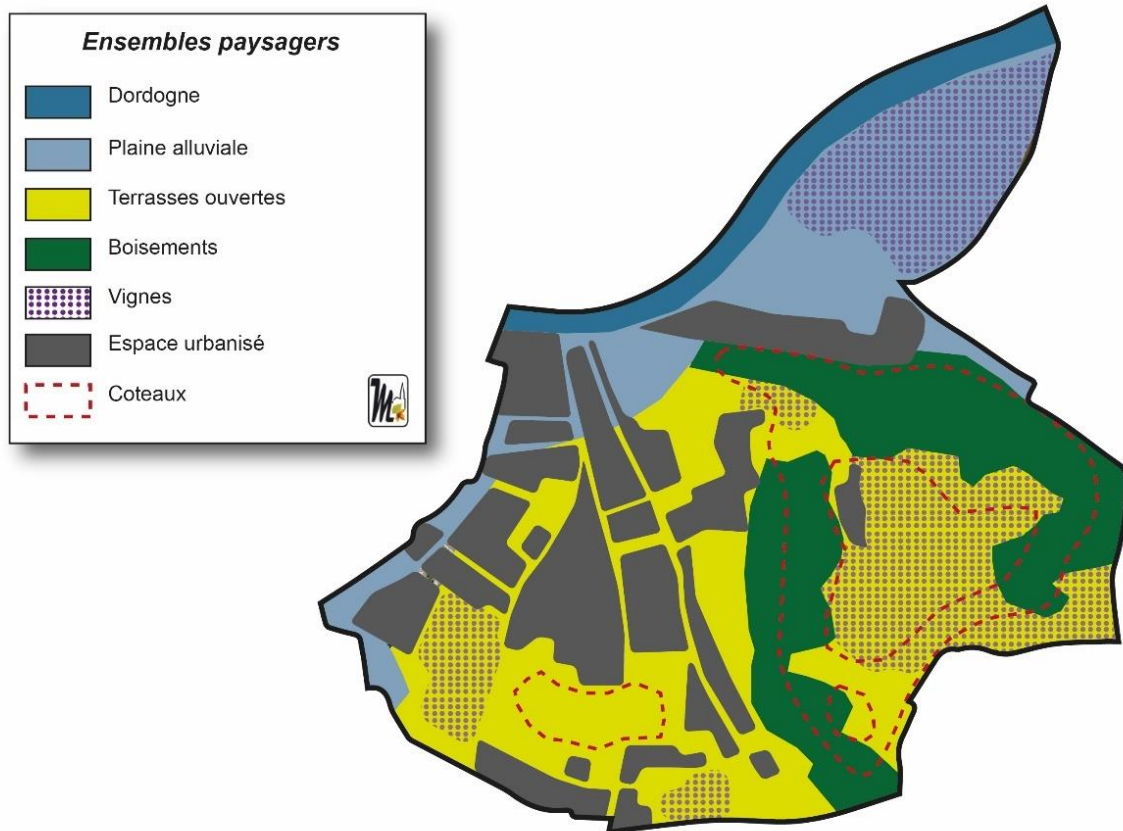 Ensembles paysagers
Dordogne
Plaine alluviale
Terrasses ouvertes
Boisements
Vignes
Espace urbanisé
Coteaux
M